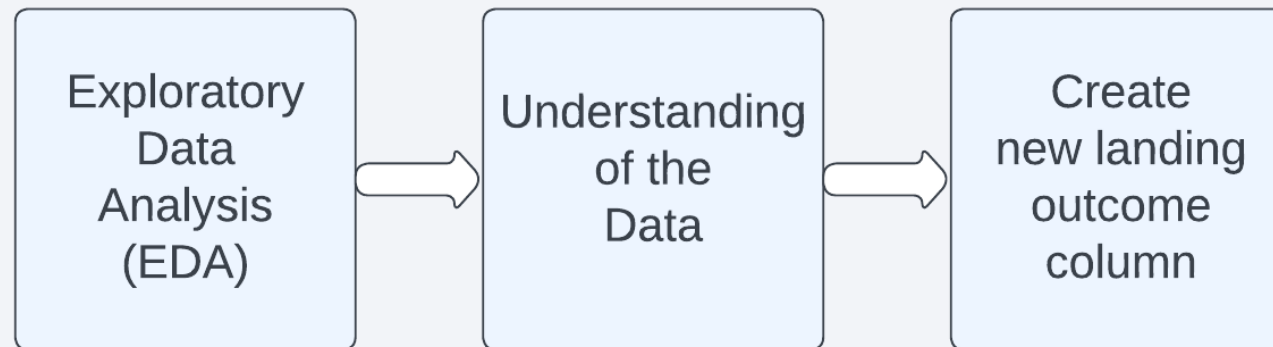 Exploratory
Data
Analysis
(EDA)
Understanding
of the
Data
Create
new landing
outcome
column